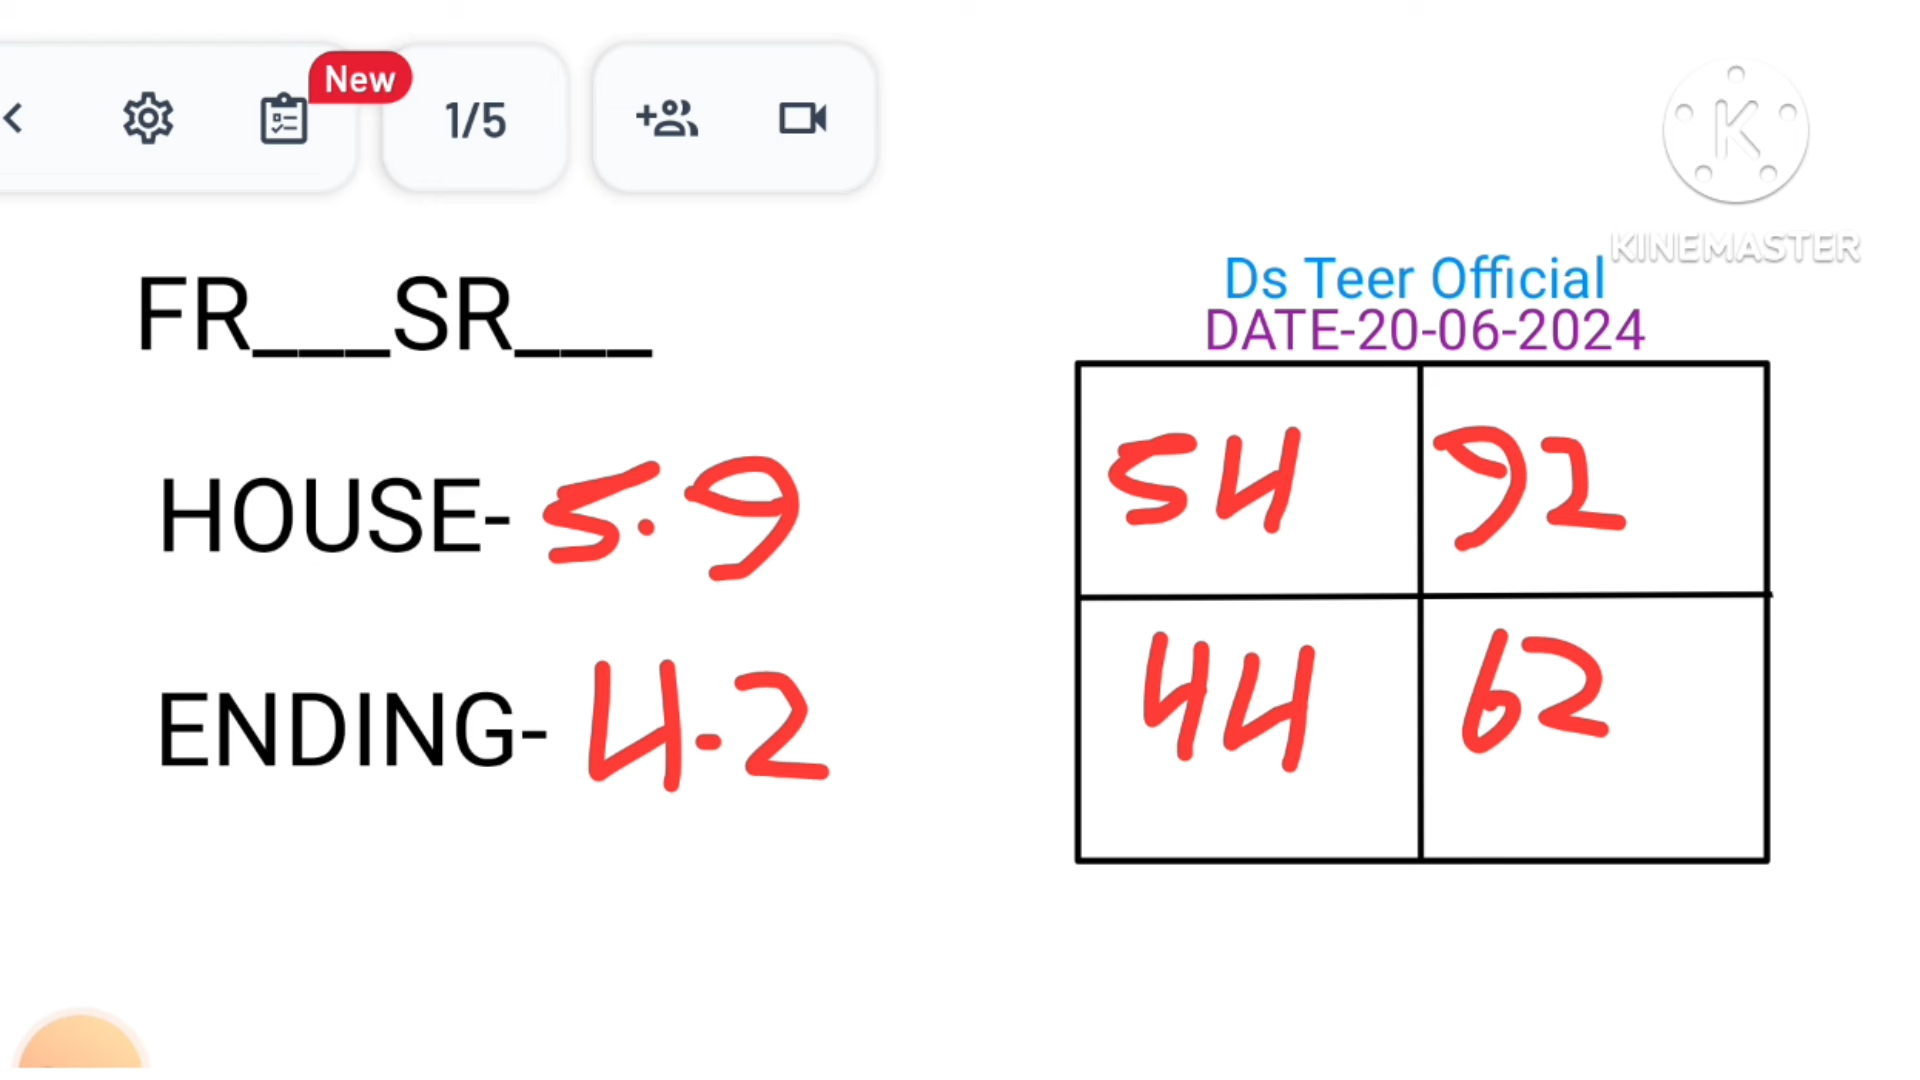 New
1/5
K
KINEMASTER
FR___SR___
Ds Teer Official
DATE-20-06-2024
HOUSE- 5.9
54 92
ENDING- 4-2
44 62